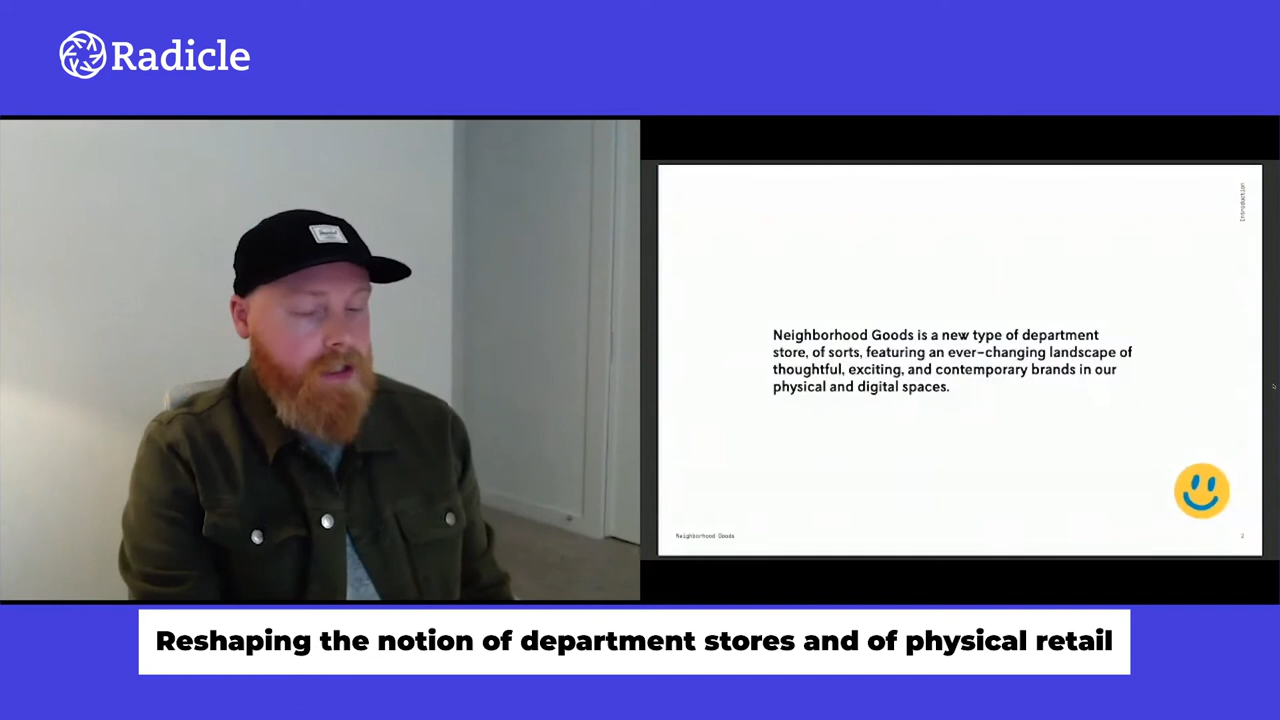 Radicle
Introduction
Neighborhood Goods is a new type of department
store, of sorts, featuring an ever-changing landscape of
thoughtful, exciting, and contemporary brands in our
physical and digital spaces.
Neighborhood Goods
2
Reshaping the notion of department stores and of physical retail